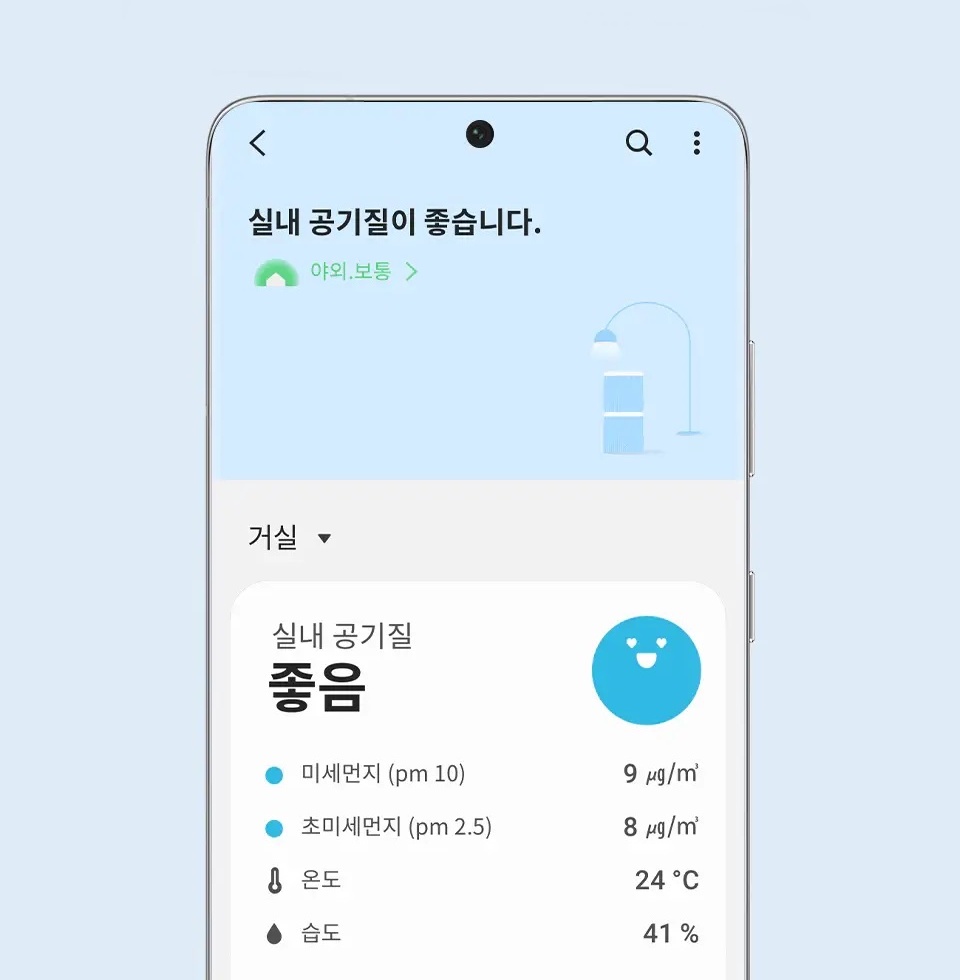 실내 공기질이 좋습니다.
야외.보통
거실
실내 공기질
좋음
미세먼지 (pm 10) 9 ㎍/㎥
초미세먼지 (pm 2.5) 8 ㎍/㎥
온도 24 °C
습도 41 %